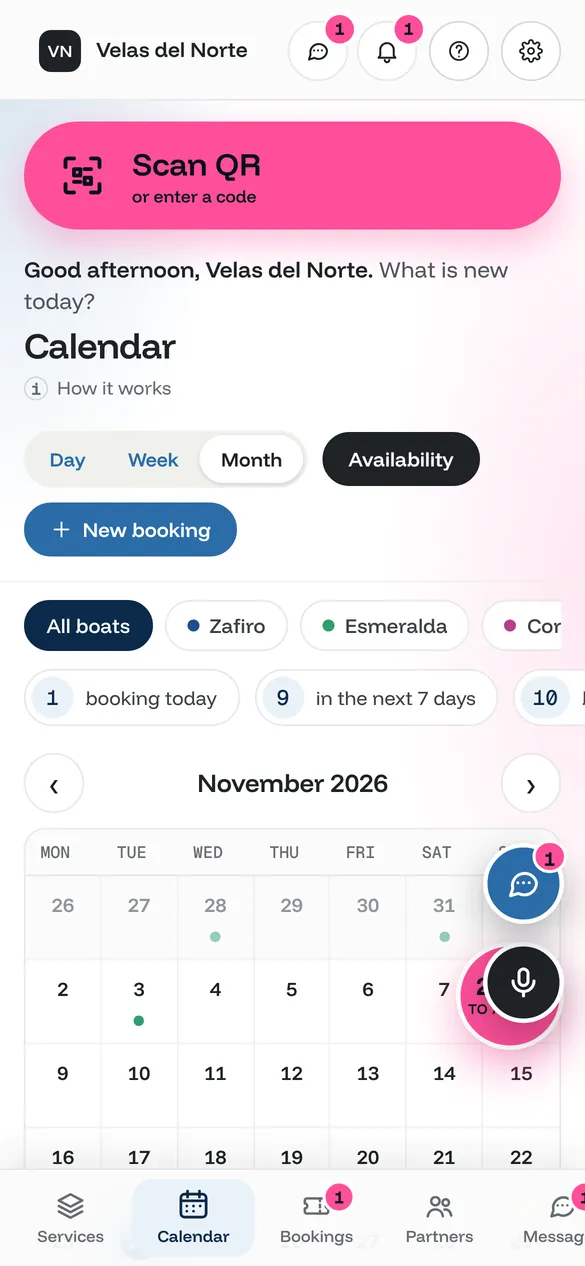 VN
Velas del Norte
1
1
Scan QR
or enter a code
Good afternoon, Velas del Norte. What is new
today?
Calendar
i How it works
Day Week Month Availability
+ New booking
All boats Zafiro Esmeralda Cor
1 booking today 9 in the next 7 days 10
‹ November 2026 ›
MON TUE WED THU FRI SAT
1
26 27 28 29 30 31
2 3 4 5 6 7
TO
9 10 11 12 13 14 15
16 17 18 19 20 21 22
1
Services Calendar Bookings Partners Messag